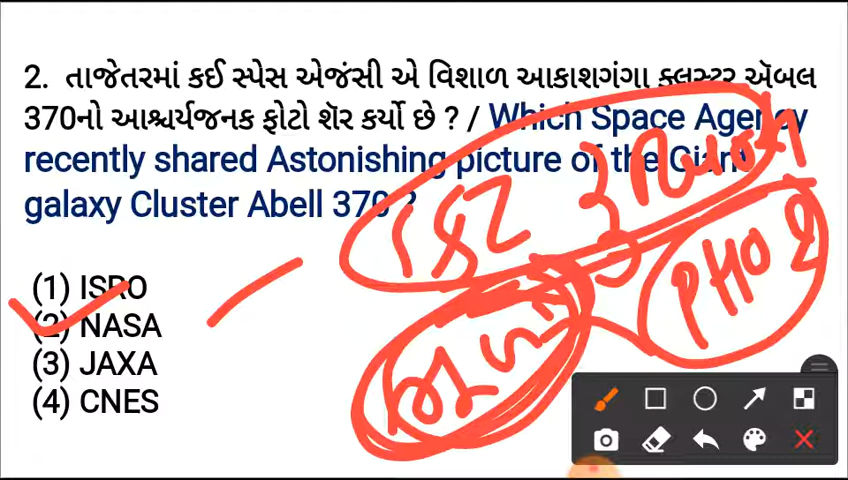 2. તાજેતરમાં કઈ સ્પેસ એજંસી એ વિશાળ આકાશગંગા ક્લસ્ટર ઍબલ
370નો આશ્ચર્યજનક ફોટો શૅર કર્યો છે ? / Which Space Agency
recently shared Astonishing picture of the Giant
galaxy Cluster Abell 370 ?
(1) ISRO
(2) NASA
(3) JAXA
(4) CNES